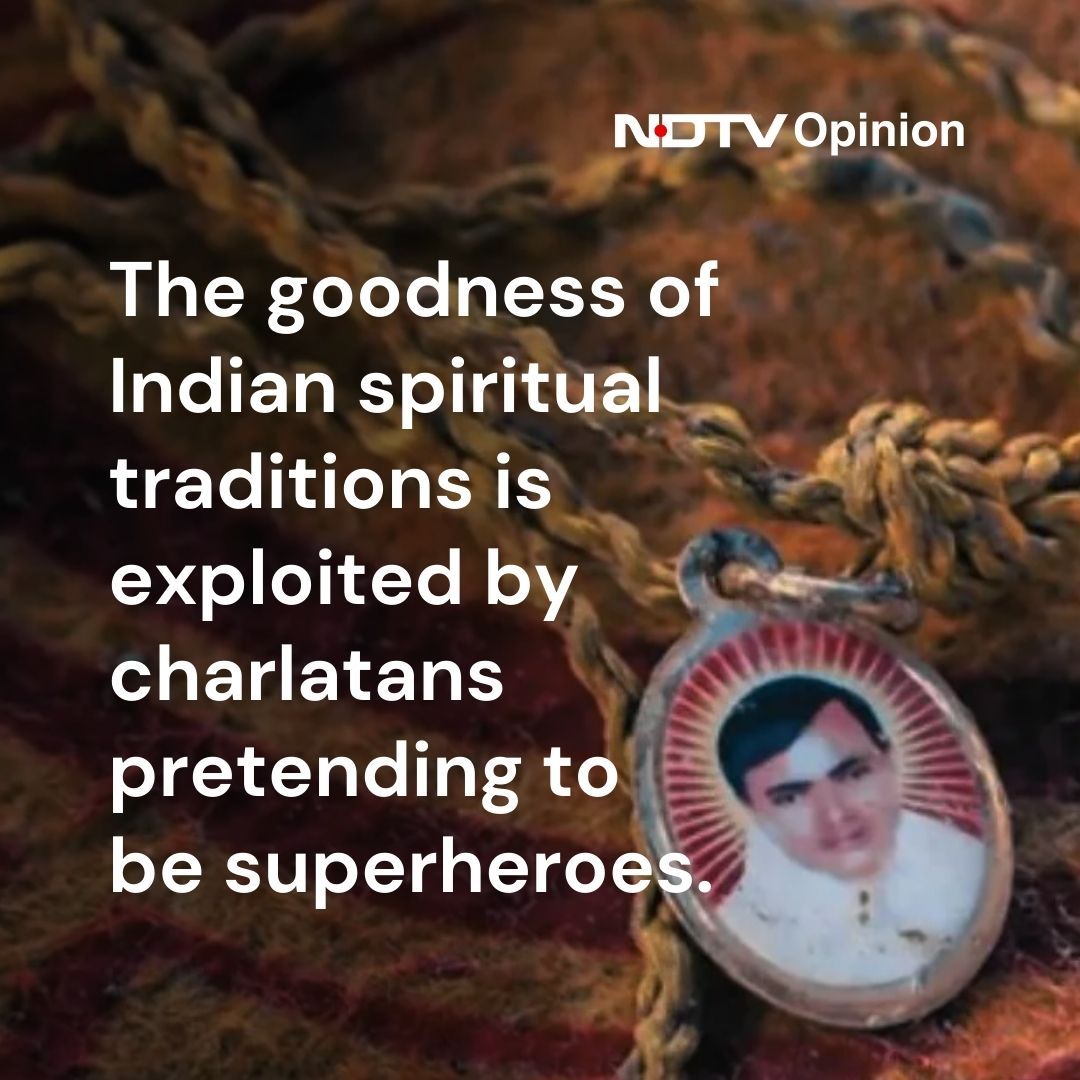 NDTV Opinion
The goodness of
Indian spiritual
traditions is
exploited by
charlatans
pretending to
be superheroes.